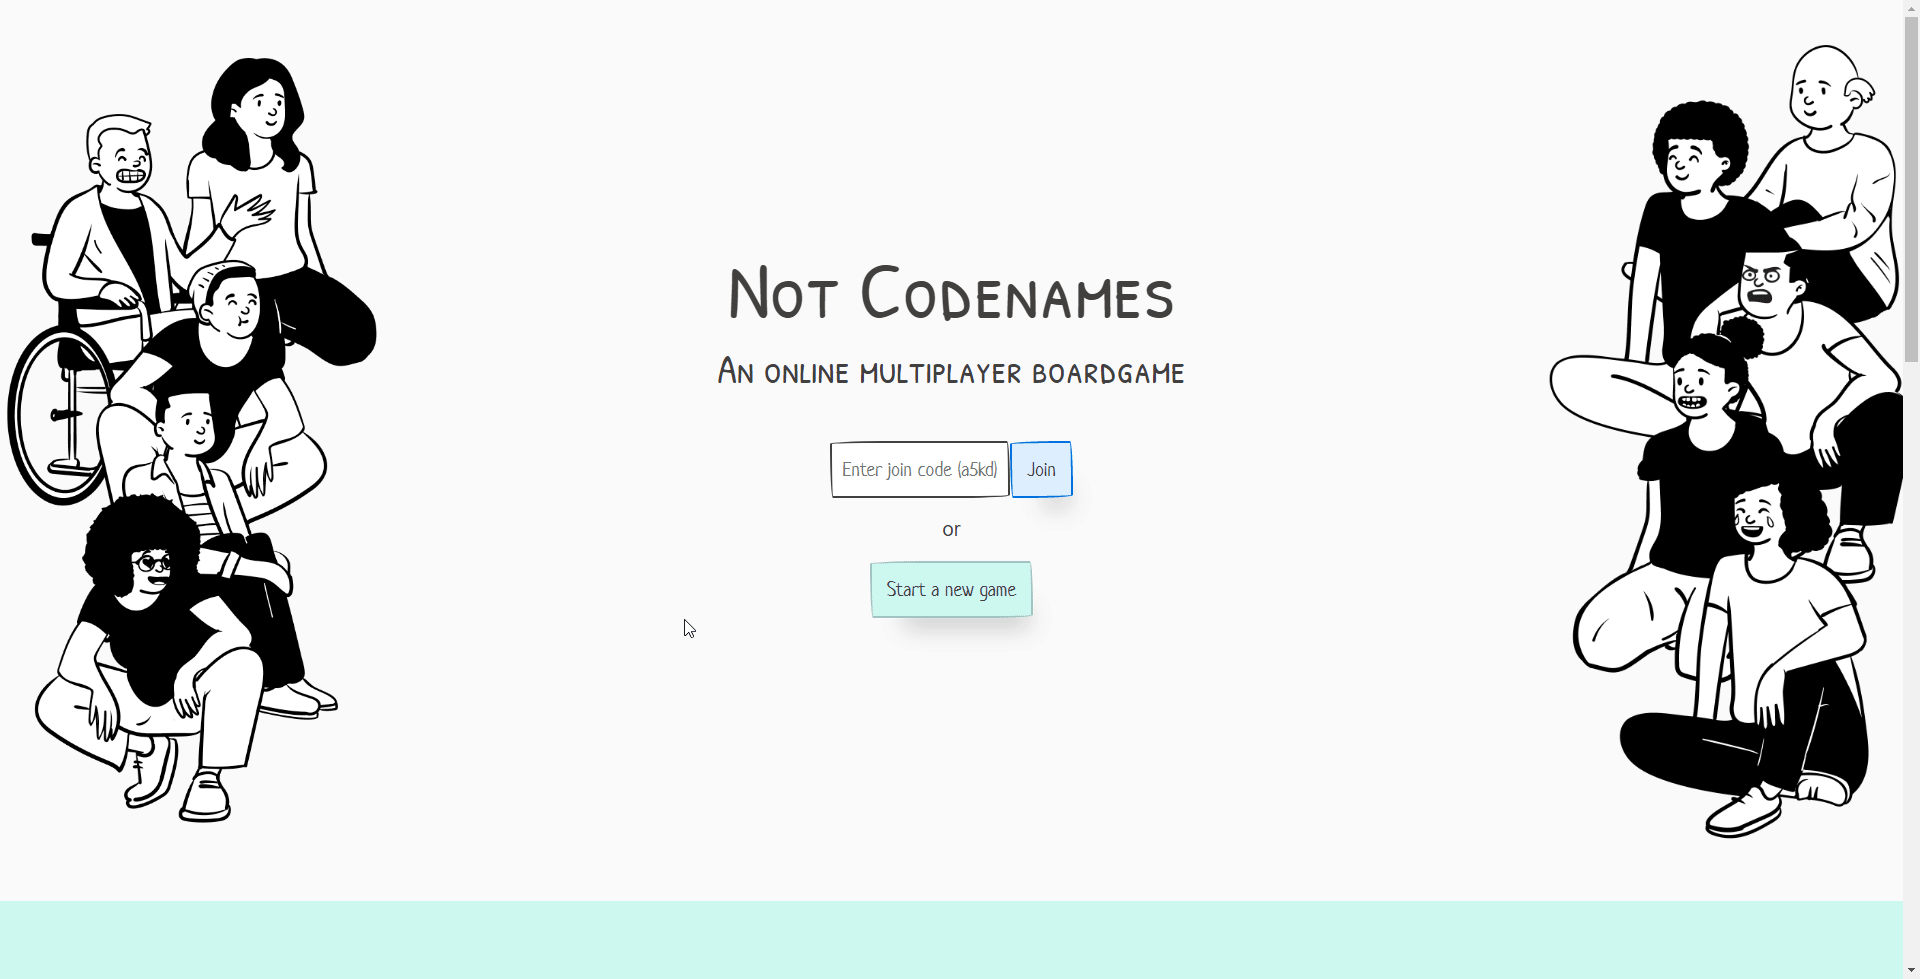 Not Codenames
An online multiplayer boardgame
Enter join code (a5kd) Join
or
Start a new game